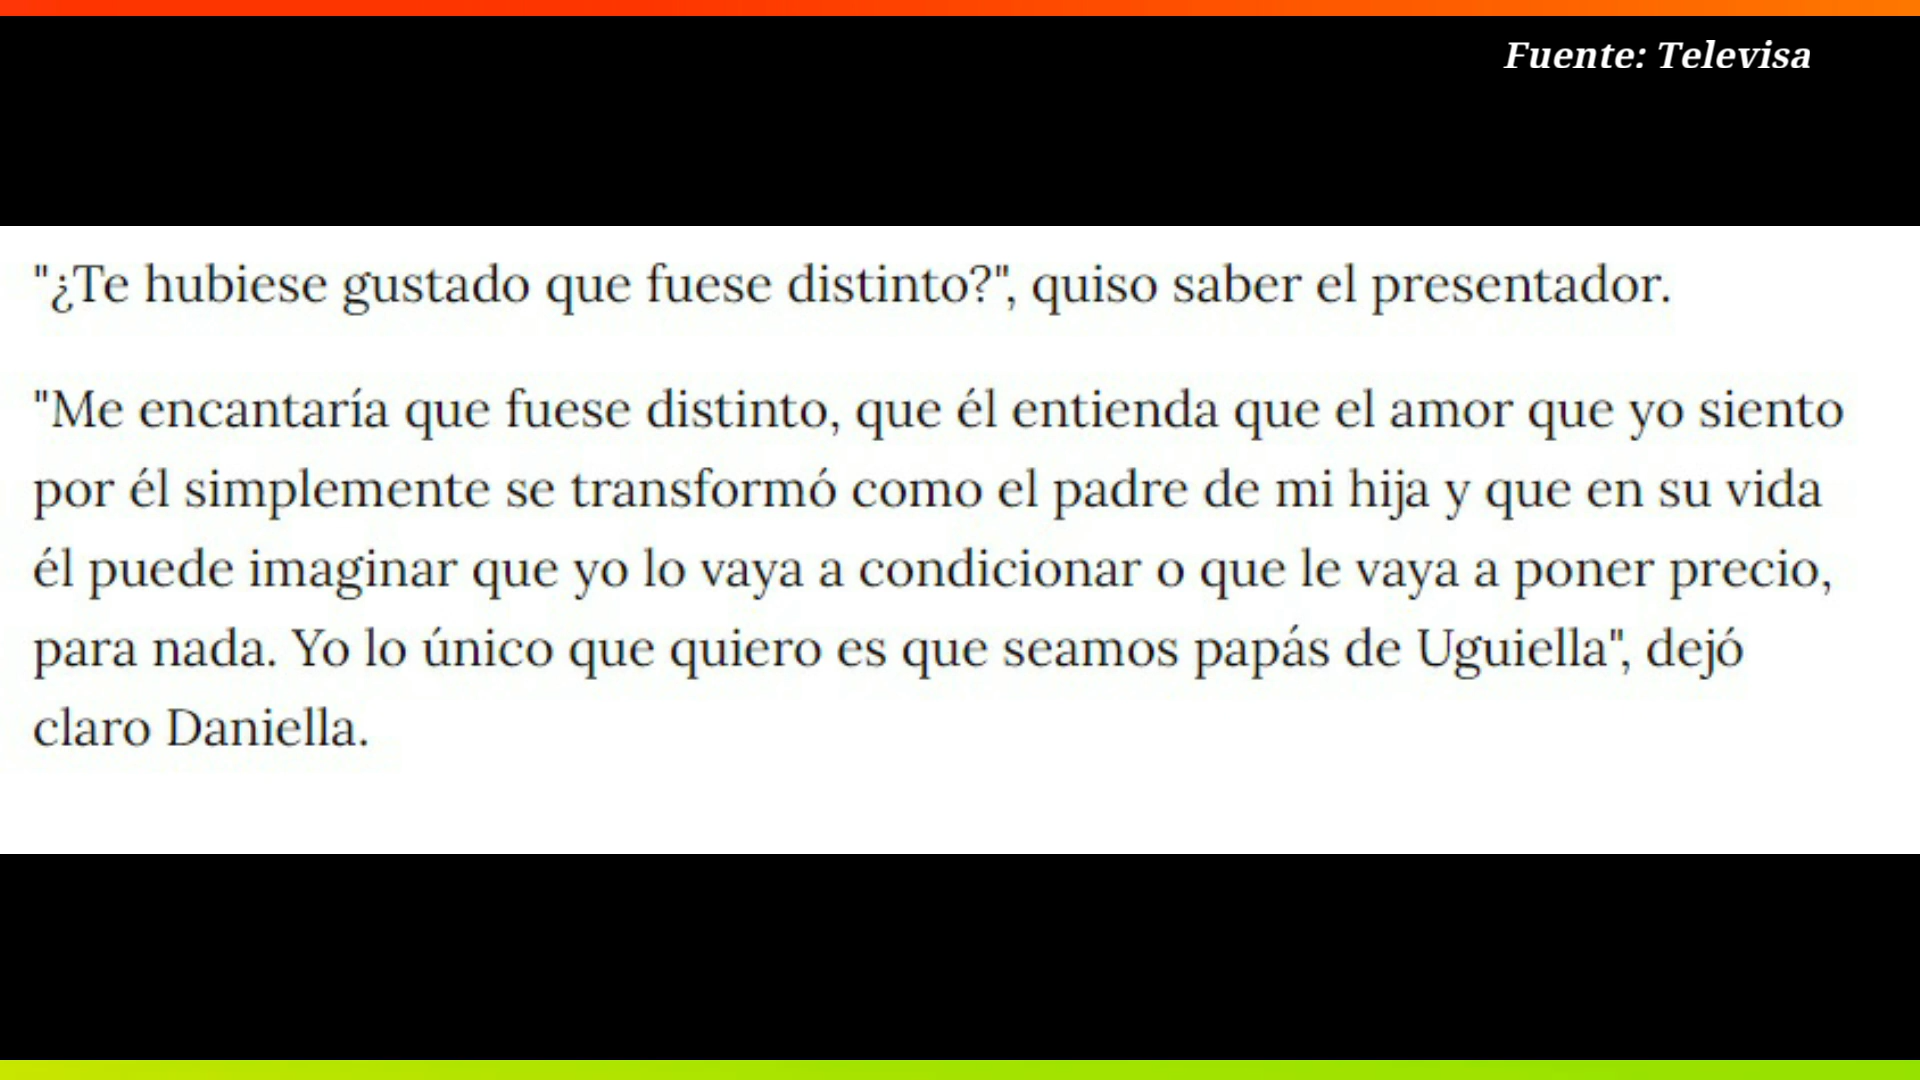 Fuente: Televisa
"¿Te hubiese gustado que fuese distinto?", quiso saber el presentador.
"Me encantaría que fuese distinto, que él entienda que el amor que yo siento
por él simplemente se transformó como el padre de mi hija y que en su vida
él puede imaginar que yo lo vaya a condicionar o que le vaya a poner precio,
para nada. Yo lo único que quiero es que seamos papás de Uguiella", dejó
claro Daniella.